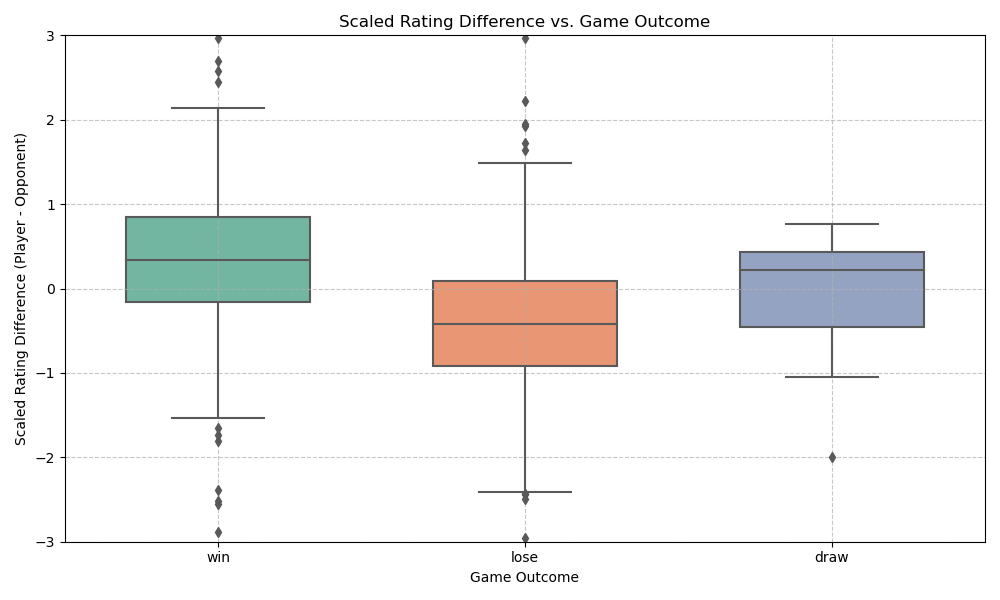 Scaled Rating Difference vs. Game Outcome
Scaled Rating Difference (Player - Opponent)
3
2
1
0
−1
−2
−3
win lose draw
Game Outcome